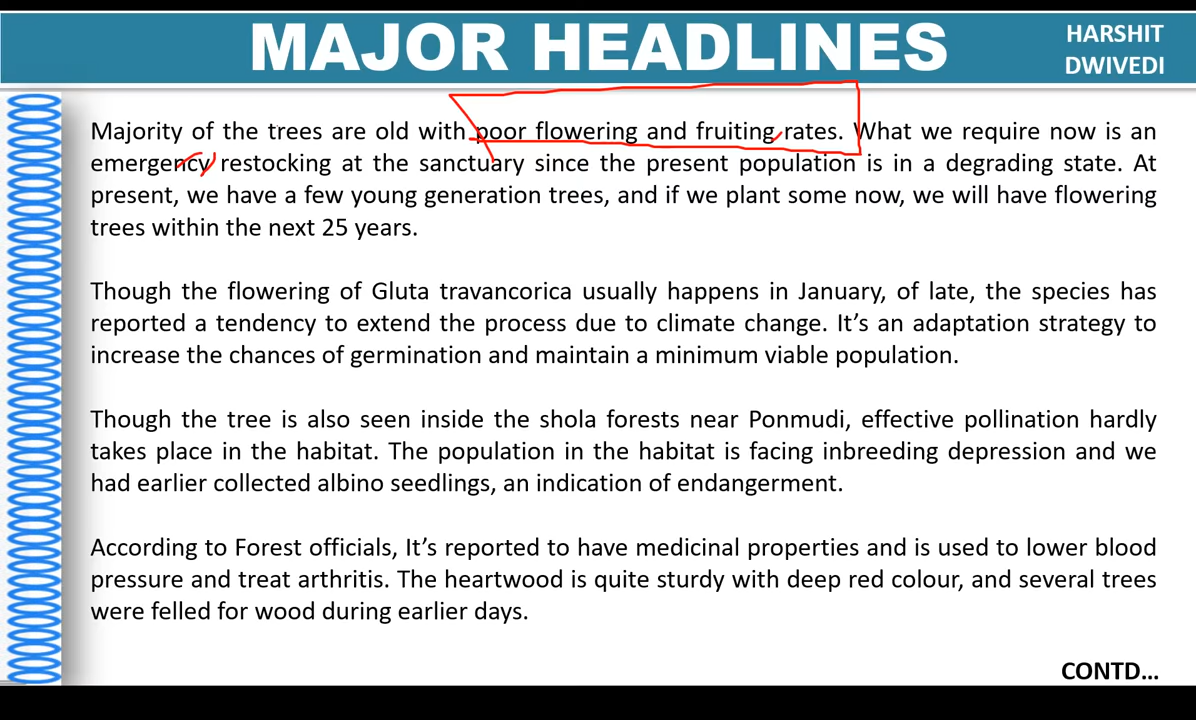 MAJOR HEADLINES
HARSHIT
DWIVEDI
Majority of the trees are old with poor flowering and fruiting rates. What we require now is an
emergency restocking at the sanctuary since the present population is in a degrading state. At
present, we have a few young generation trees, and if we plant some now, we will have flowering
trees within the next 25 years.
Though the flowering of Gluta travancorica usually happens in January, of late, the species has
reported a tendency to extend the process due to climate change. It's an adaptation strategy to
increase the chances of germination and maintain a minimum viable population.
Though the tree is also seen inside the shola forests near Ponmudi, effective pollination hardly
takes place in the habitat. The population in the habitat is facing inbreeding depression and we
had earlier collected albino seedlings, an indication of endangerment.
According to Forest officials, It's reported to have medicinal properties and is used to lower blood
pressure and treat arthritis. The heartwood is quite sturdy with deep red colour, and several trees
were felled for wood during earlier days.
CONTD...